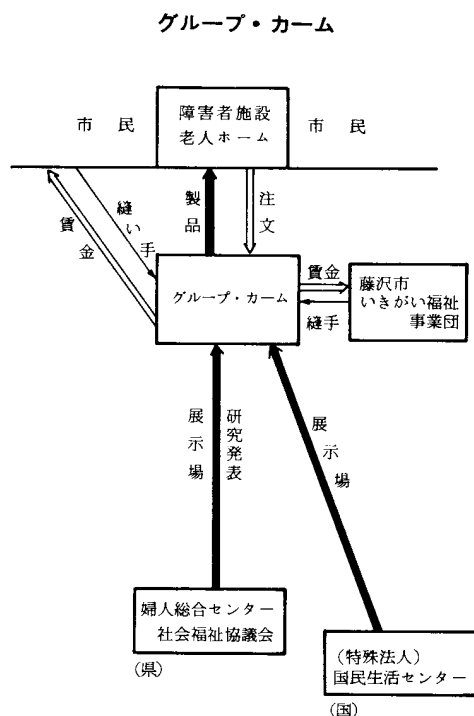 グループ・カーム
市民
障害者施設
老人ホーム
市民
賃金
縫い手
製品
注文
グループ・カーム
賃金
縫手
藤沢市
いきがい福祉
事業団
展示場
研究発表
展示場
婦人総合センター
社会福祉協議会
(県)
(特殊法人)
国民生活センター
(国)